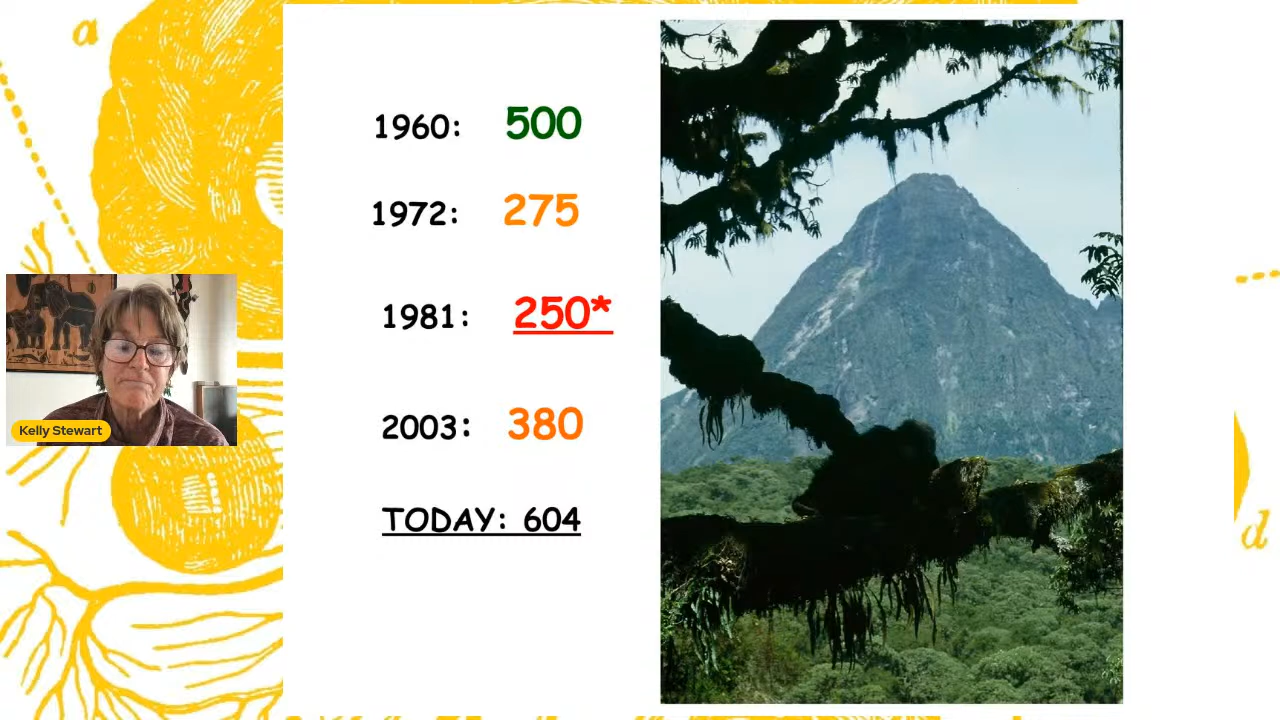 a
1960: 500
1972: 275
1981: 250*
2003: 380
TODAY: 604
Kelly Stewart
d